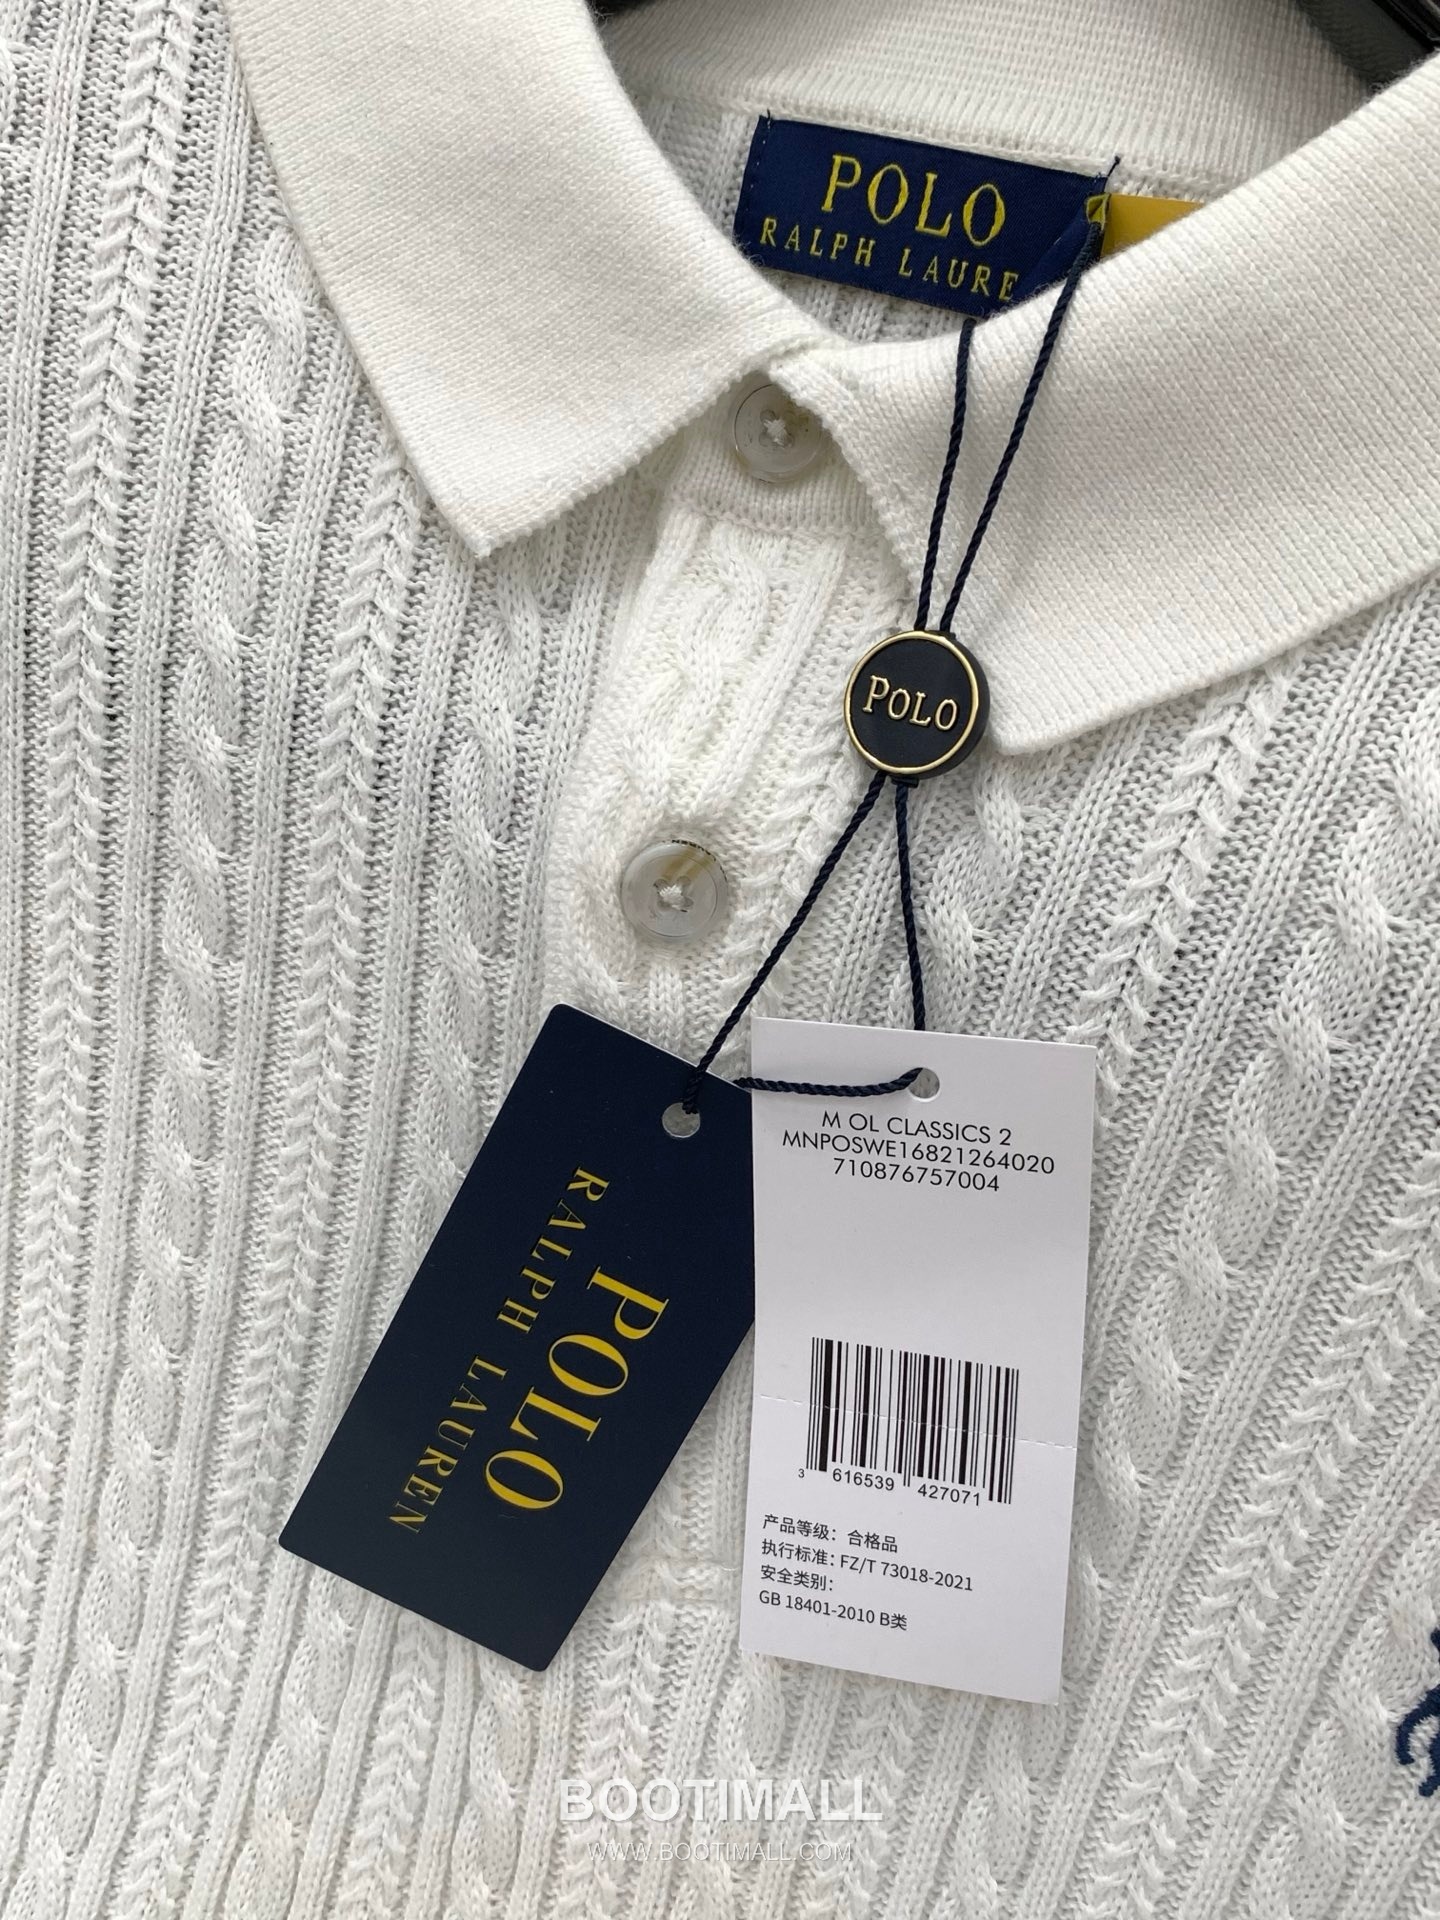 POLO
RALPH LAURE
POLO
LAUREN
POLO
RALPH LAUREN
M OL CLASSICS 2
MNPOSWE16821264020
710876757004
3 616539 427071
产品等级：合格品
执行标准：FZ/T 73018-2021
安全类别：
GB 18401-2010 B类
BOOTIMALL
WWW.BOOTIMALL.COM